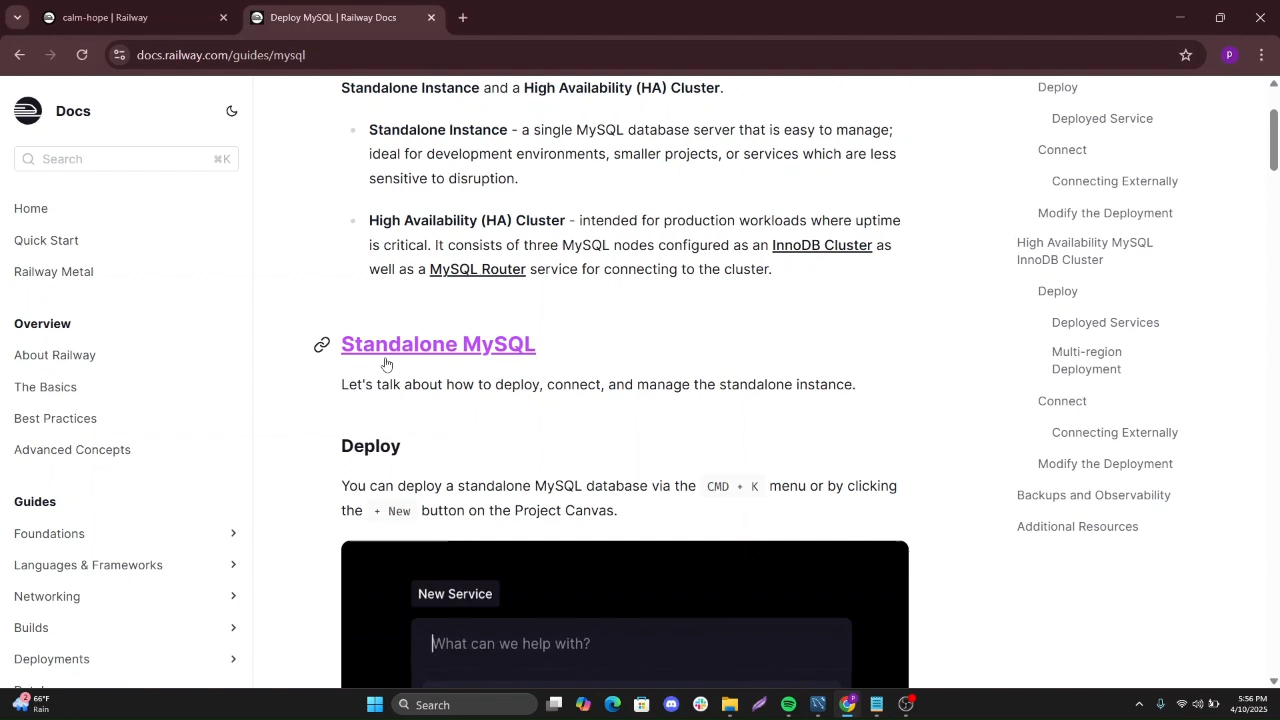 calm-hope | Railway
Deploy MySQL | Railway Docs
docs.railway.com/guides/mysql
p
Docs
Search ⌘K
Home
Quick Start
Railway Metal
Overview
About Railway
The Basics
Best Practices
Advanced Concepts
Guides
Foundations
Languages & Frameworks
Networking
Builds
Deployments
Standalone Instance and a High Availability (HA) Cluster.
Standalone Instance - a single MySQL database server that is easy to manage;
ideal for development environments, smaller projects, or services which are less
sensitive to disruption.
High Availability (HA) Cluster - intended for production workloads where uptime
is critical. It consists of three MySQL nodes configured as an InnoDB Cluster as
well as a MySQL Router service for connecting to the cluster.
Standalone MySQL
Let's talk about how to deploy, connect, and manage the standalone instance.
Deploy
You can deploy a standalone MySQL database via the CMD + K menu or by clicking
the + New button on the Project Canvas.
New Service
What can we help with?
Deploy
Deployed Service
Connect
Connecting Externally
Modify the Deployment
High Availability MySQL
InnoDB Cluster
Deploy
Deployed Services
Multi-region
Deployment
Connect
Connecting Externally
Modify the Deployment
Backups and Observability
Additional Resources
2
66°F
Rain
Search
5:56 PM
4/10/2025